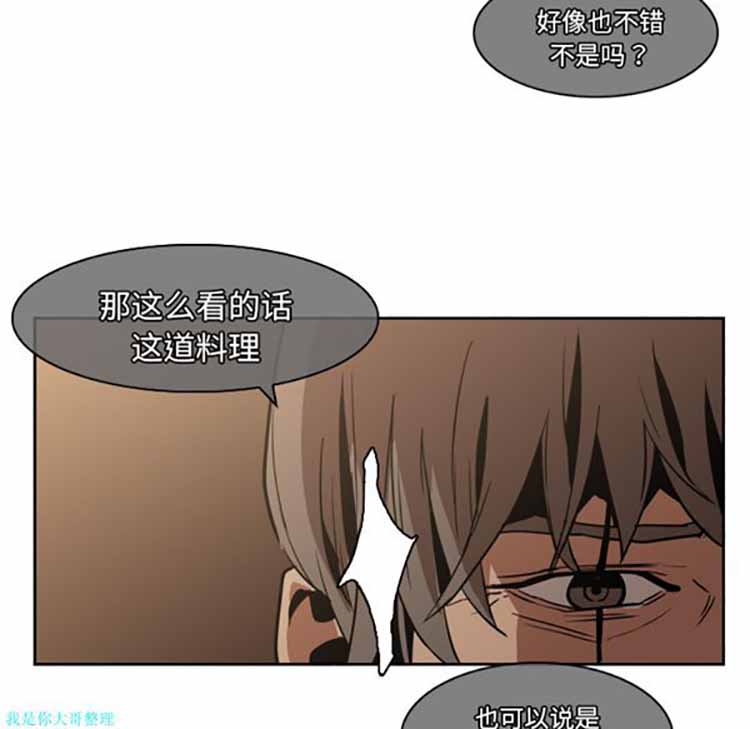 好像也不错
不是吗？
那这么看的话
这道料理
也可以说是
我是你大哥整理